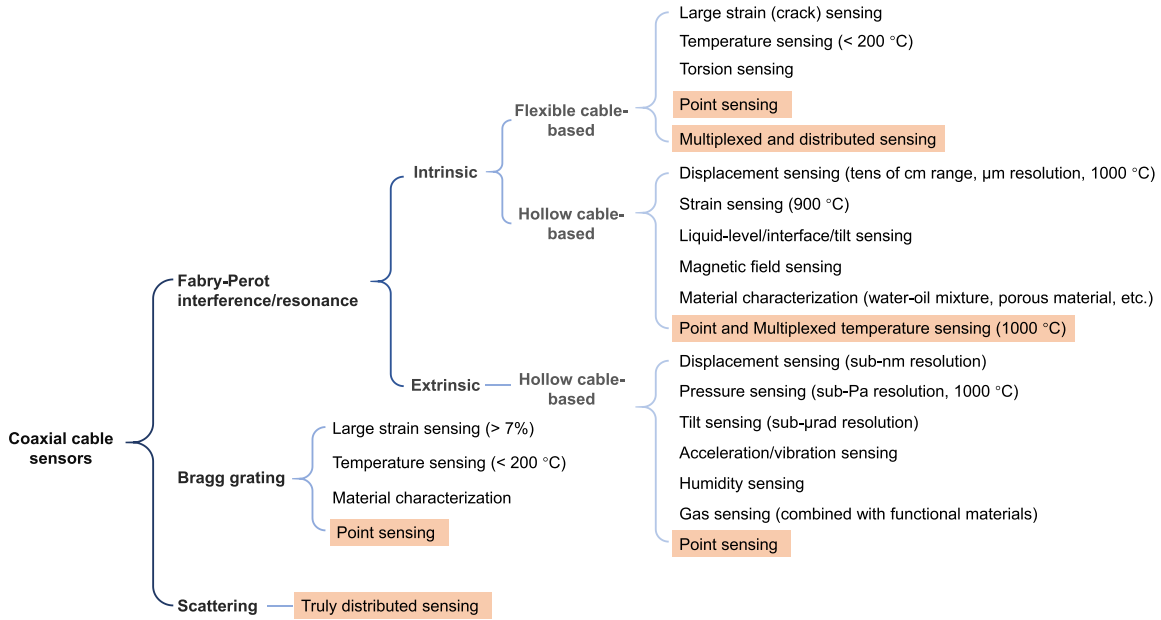 Coaxial cable
sensors
Fabry-Perot
interference/resonance
Intrinsic
Flexible cable-
based
Large strain (crack) sensing
Temperature sensing (< 200 °C)
Torsion sensing
Point sensing
Multiplexed and distributed sensing
Hollow cable-
based
Displacement sensing (tens of cm range, μm resolution, 1000 °C)
Strain sensing (900 °C)
Liquid-level/interface/tilt sensing
Magnetic field sensing
Material characterization (water-oil mixture, porous material, etc.)
Point and Multiplexed temperature sensing (1000 °C)
Extrinsic
Hollow cable-
based
Displacement sensing (sub-nm resolution)
Pressure sensing (sub-Pa resolution, 1000 °C)
Tilt sensing (sub-μrad resolution)
Acceleration/vibration sensing
Humidity sensing
Gas sensing (combined with functional materials)
Point sensing
Bragg grating
Large strain sensing (> 7%)
Temperature sensing (< 200 °C)
Material characterization
Point sensing
Scattering
Truly distributed sensing